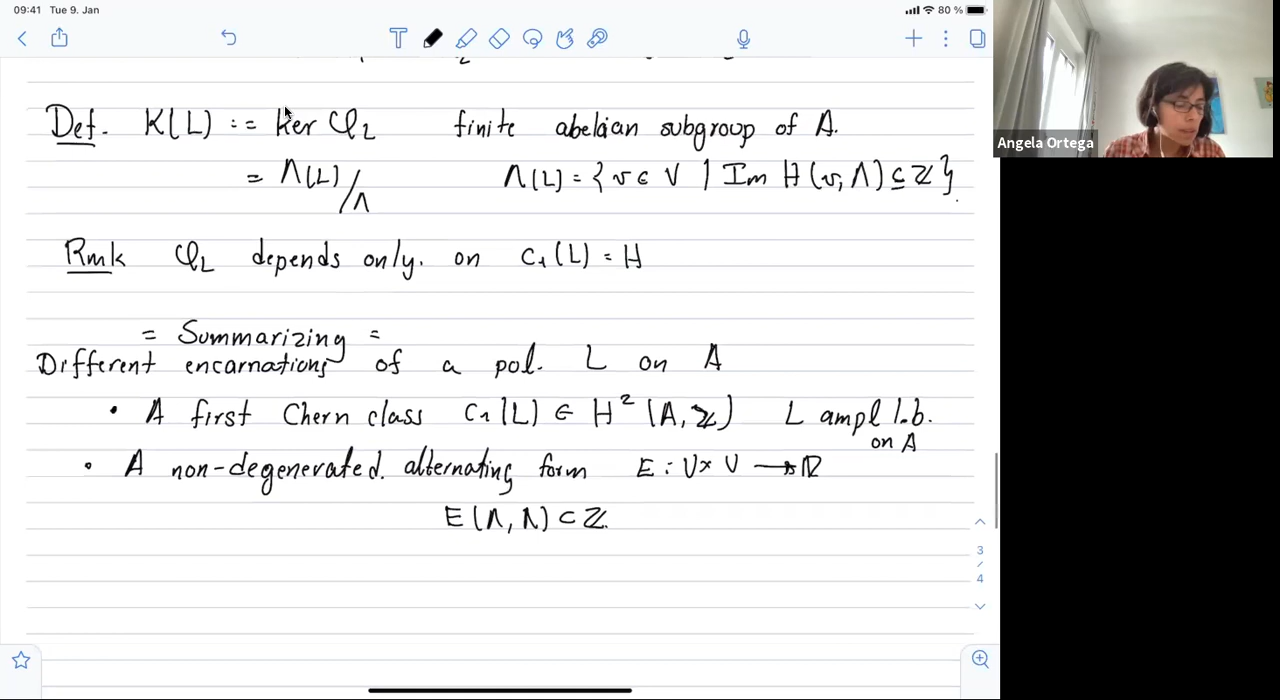 09:41 Tue 9. Jan
80 %
Angela Ortega
Def. K(L) := ker φ_L finite abelian subgroup of A.
= Λ(L)/Λ Λ(L) = {v ∈ V | Im H(v, Λ) ⊆ ℤ}.
Rmk φ_L depends only. on c₁(L) = H
= Summarizing =
Different encarnations of a pol. L on A
• A first Chern class c₁(L) ∈ H²(A, ℤ) L ampl l.b.
on A
• A non-degenerated. alternating form E : V × V → ℝ
E(Λ, Λ) ⊂ ℤ.
3
/
4